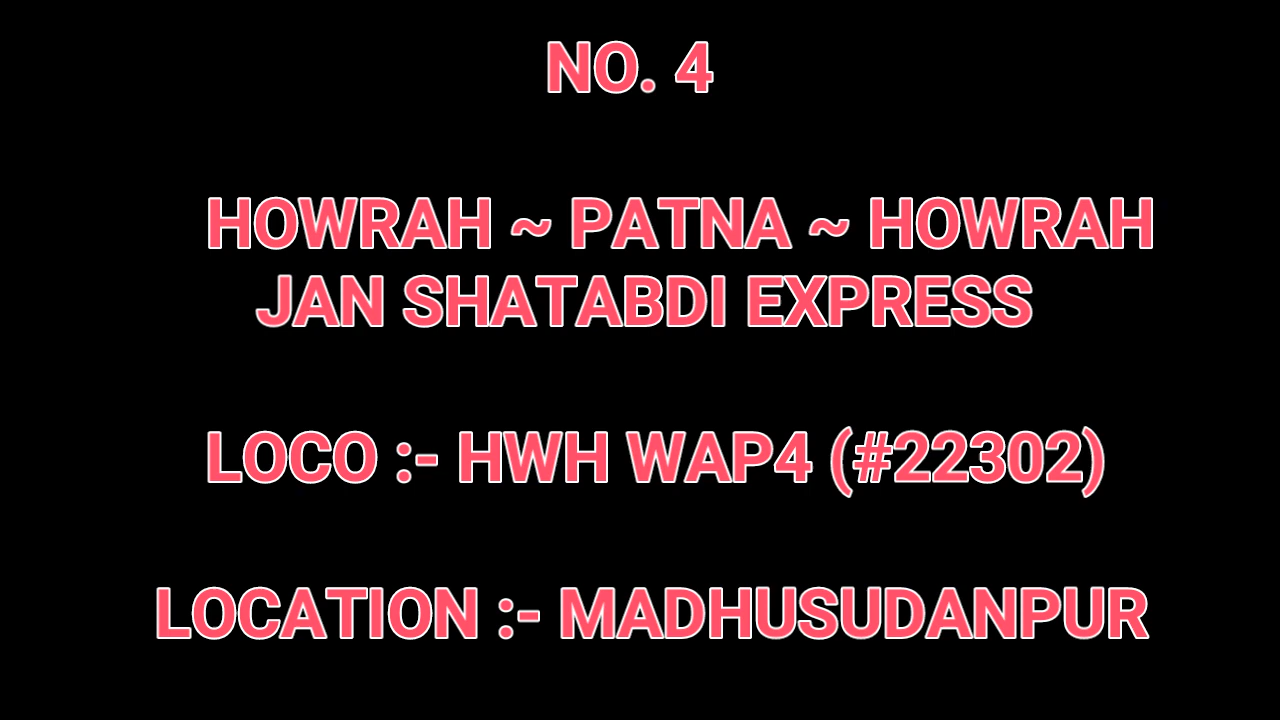 NO. 4
HOWRAH ~ PATNA ~ HOWRAH
JAN SHATABDI EXPRESS
LOCO :- HWH WAP4 (#22302)
LOCATION :- MADHUSUDANPUR